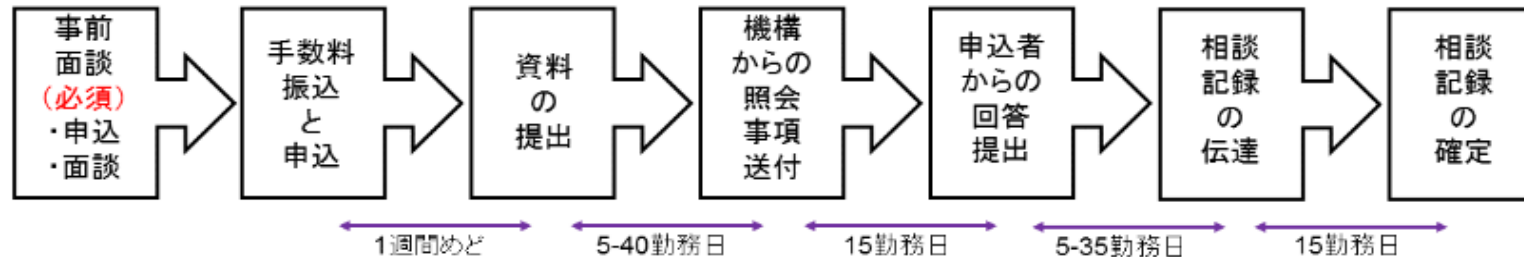 事前
面談
(必須)
・申込
・面談
手数料
振込
と
申込
資料
の
提出
機構
からの
照会
事項
送付
申込者
からの
回答
提出
相談
記録
の
伝達
相談
記録
の
確定
1週間めど
5-40勤務日
15勤務日
5-35勤務日
15勤務日